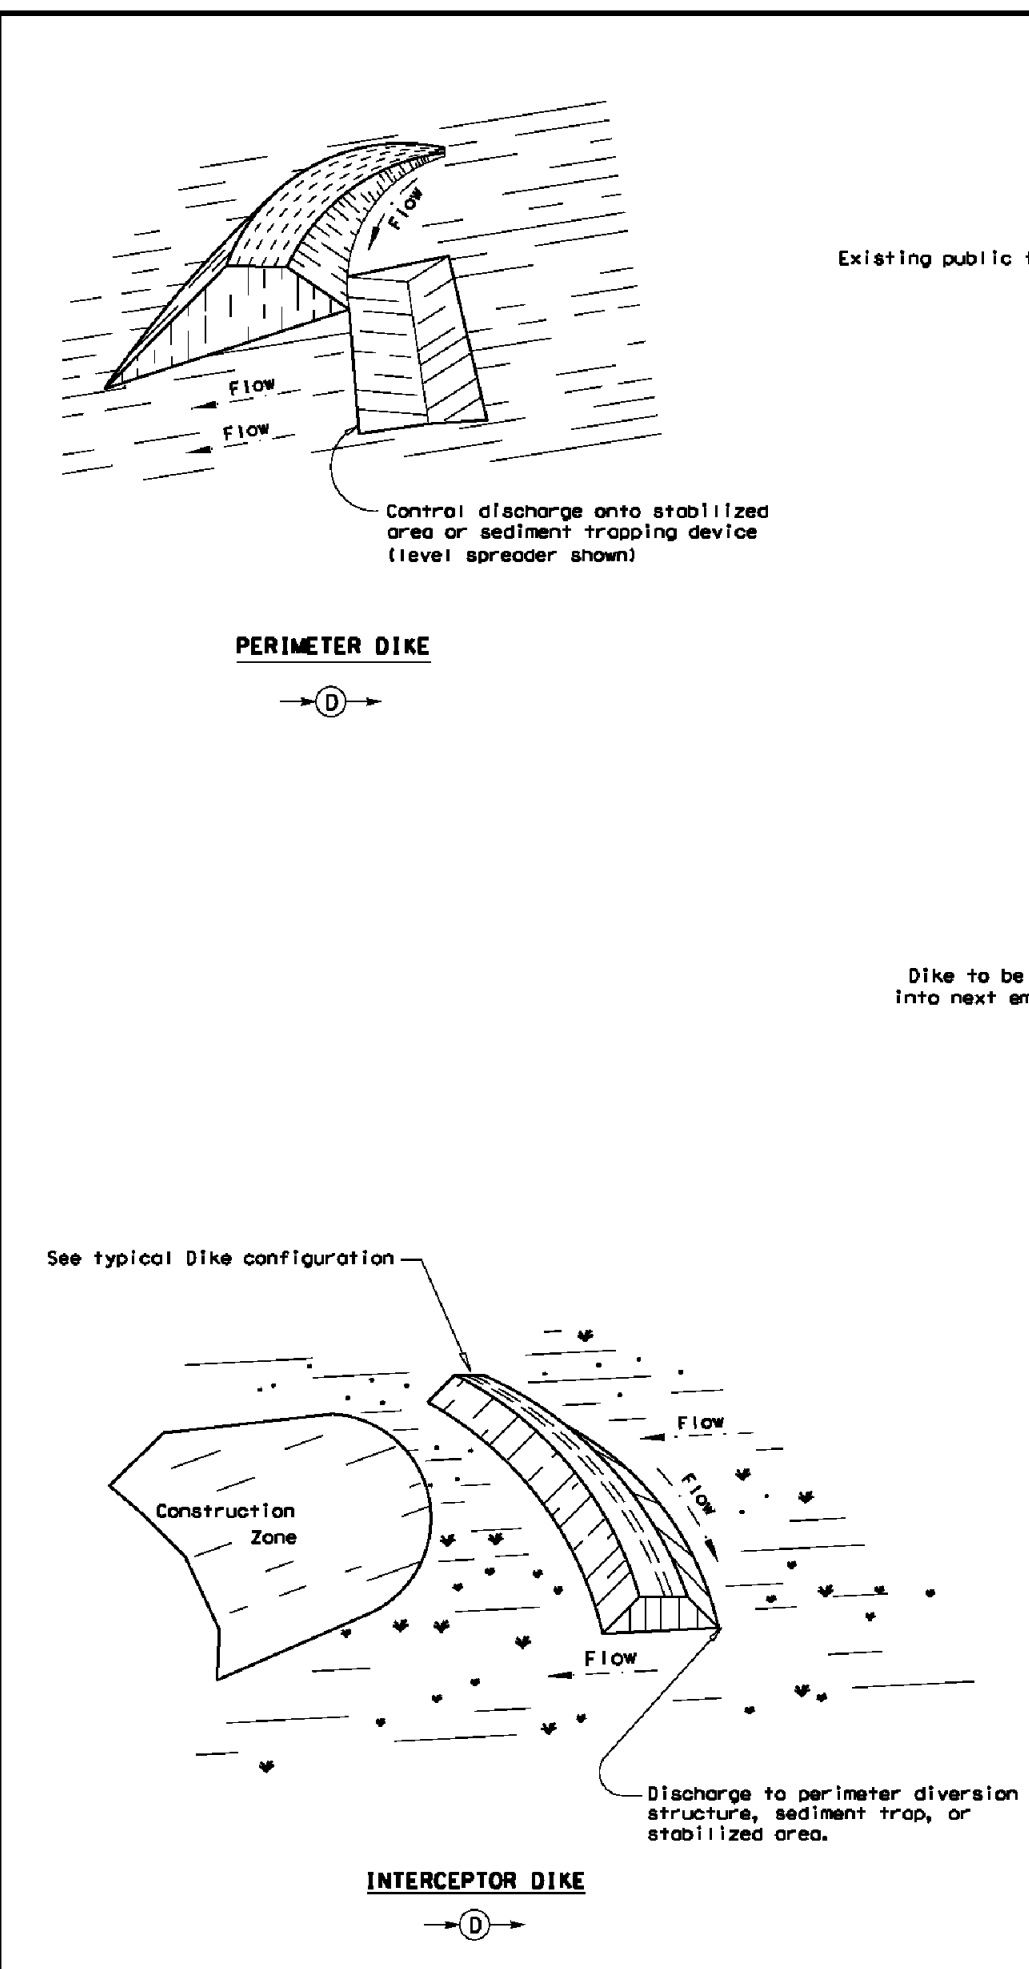 Flow
Existing public
Flow
Flow
Control discharge onto stabilized
area or sediment trapping device
(level spreader shown)
PERIMETER DIKE
D
Dike to be
into next
See typical Dike configuration
Flow
Flow
Construction
Zone
Flow
Discharge to perimeter diversion
structure, sediment trap, or
stabilized area.
INTERCEPTOR DIKE
D